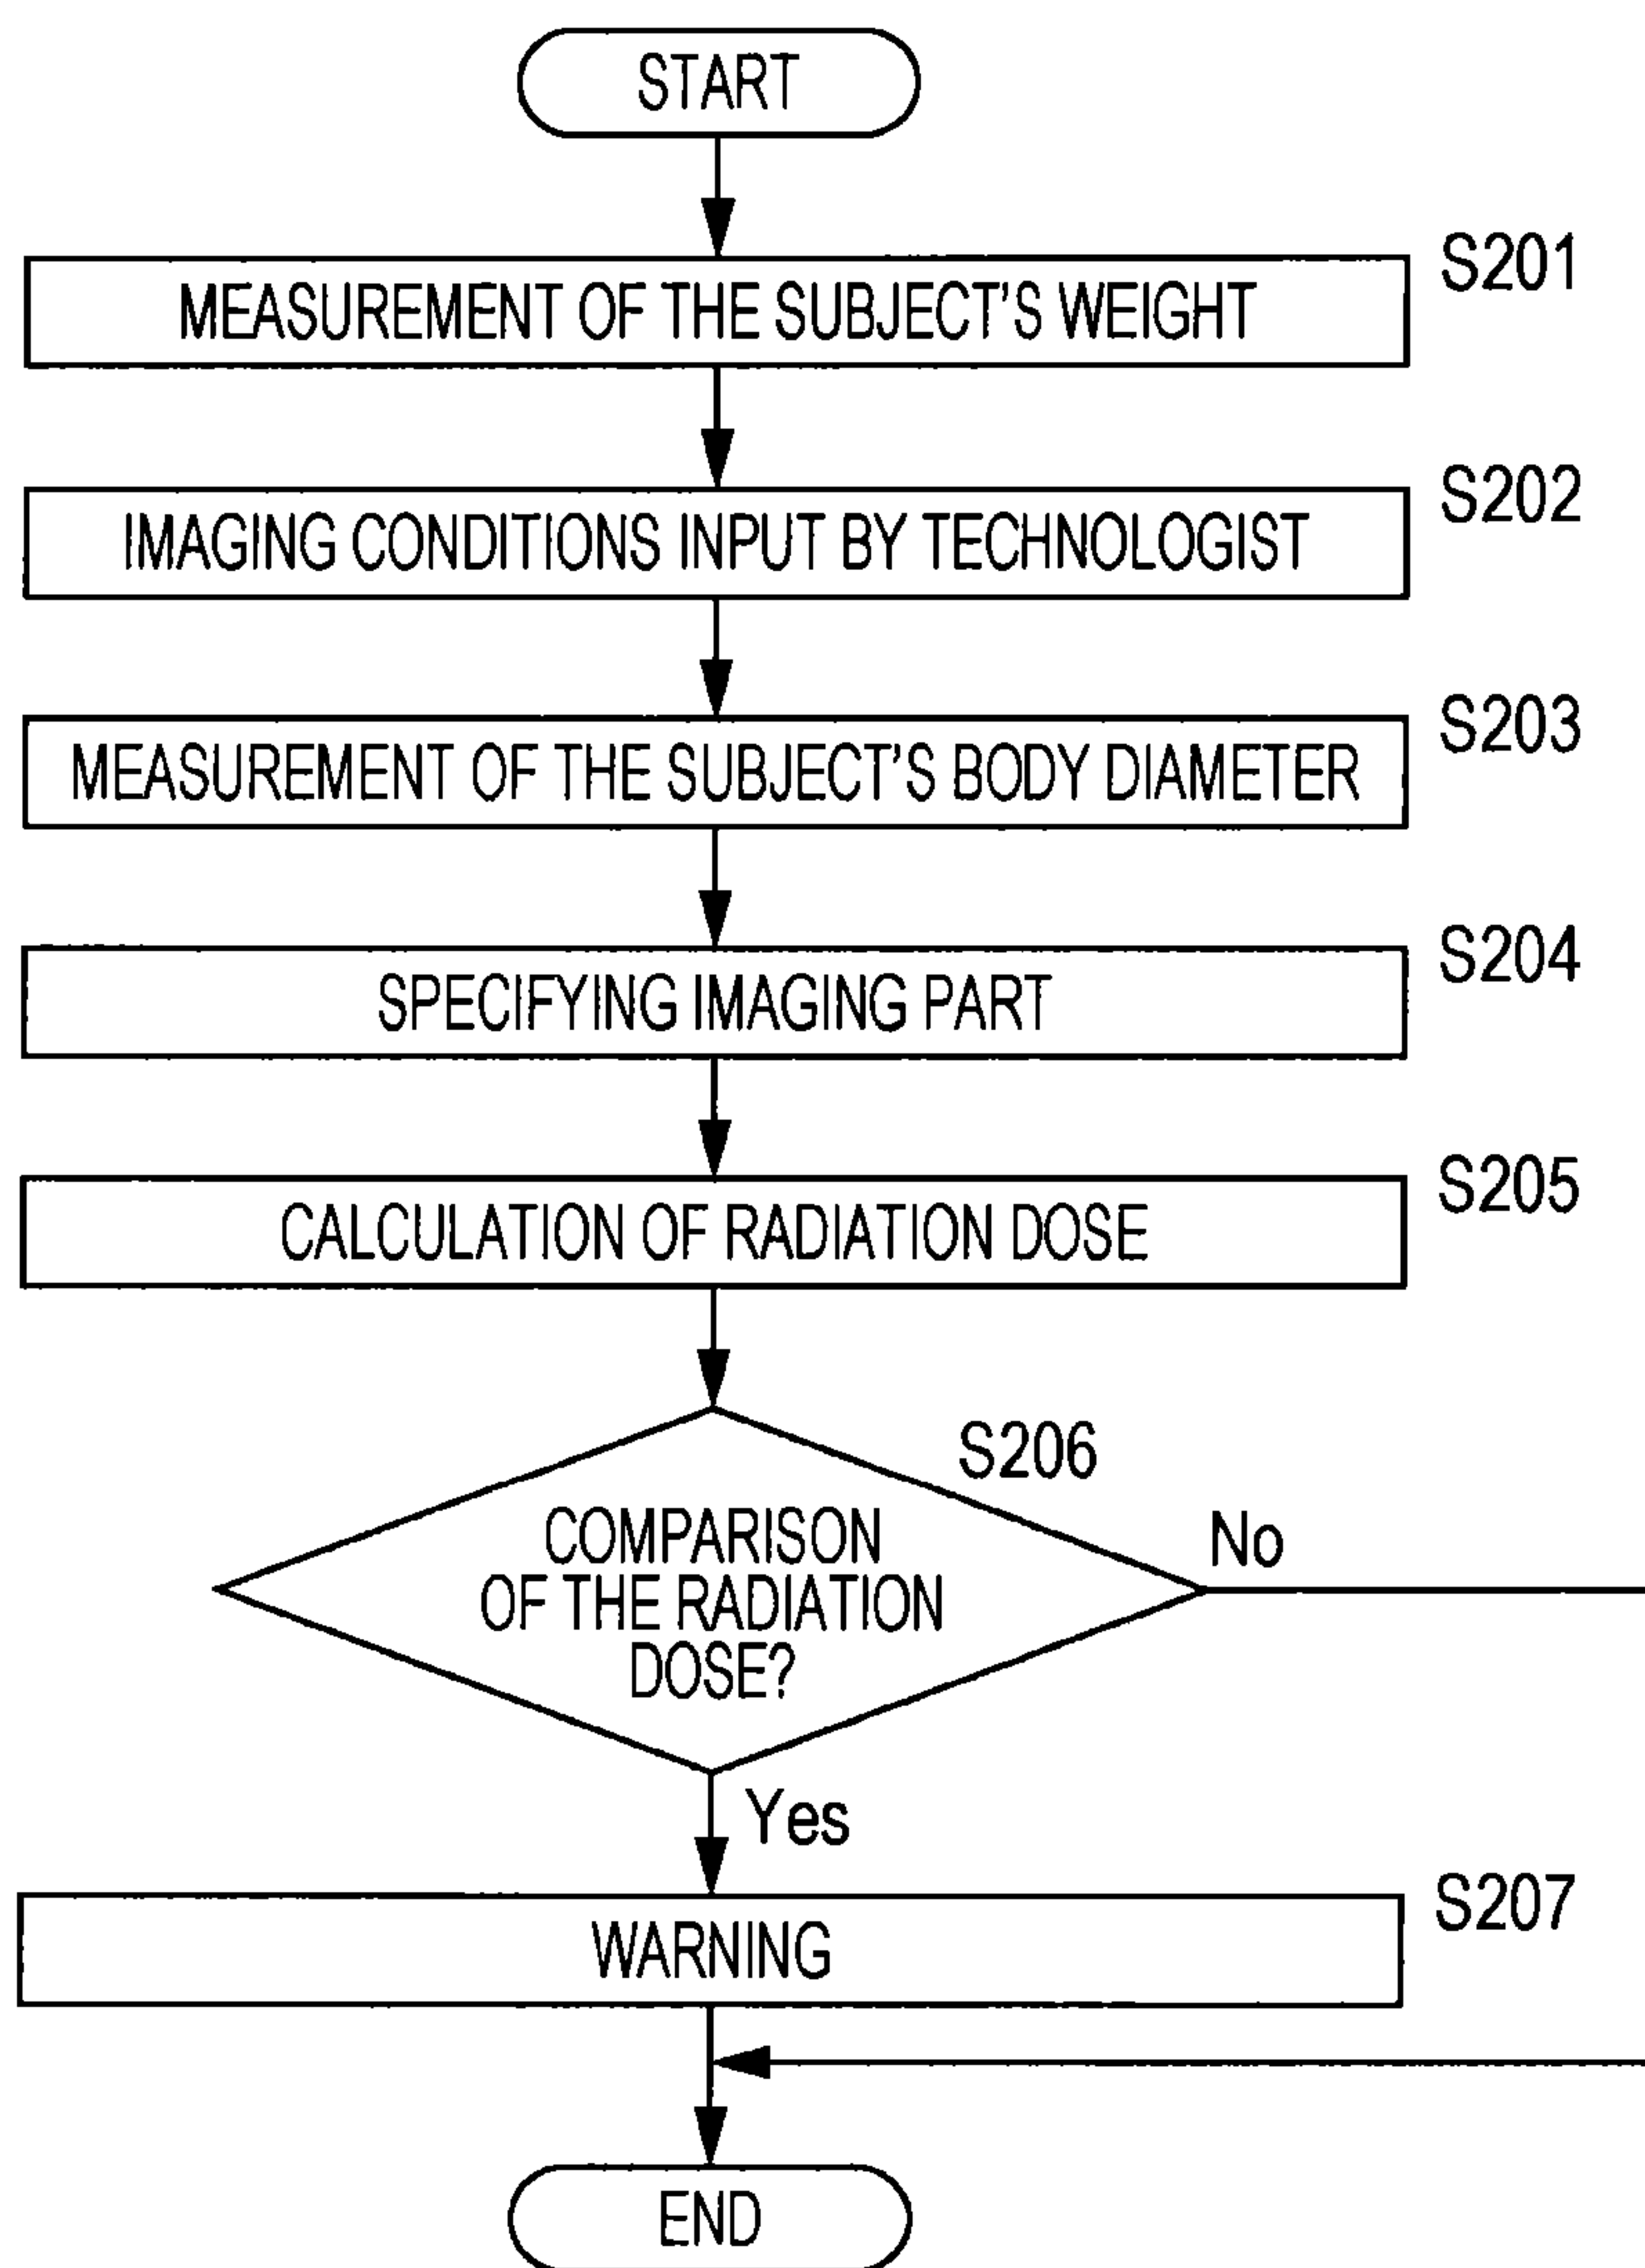 START
S201
MEASUREMENT OF THE SUBJECT'S WEIGHT
S202
IMAGING CONDITIONS INPUT BY TECHNOLOGIST
S203
MEASUREMENT OF THE SUBJECT'S BODY DIAMETER
S204
SPECIFYING IMAGING PART
S205
CALCULATION OF RADIATION DOSE
S206
COMPARISON
OF THE RADIATION
DOSE?
No
Yes
S207
WARNING
END